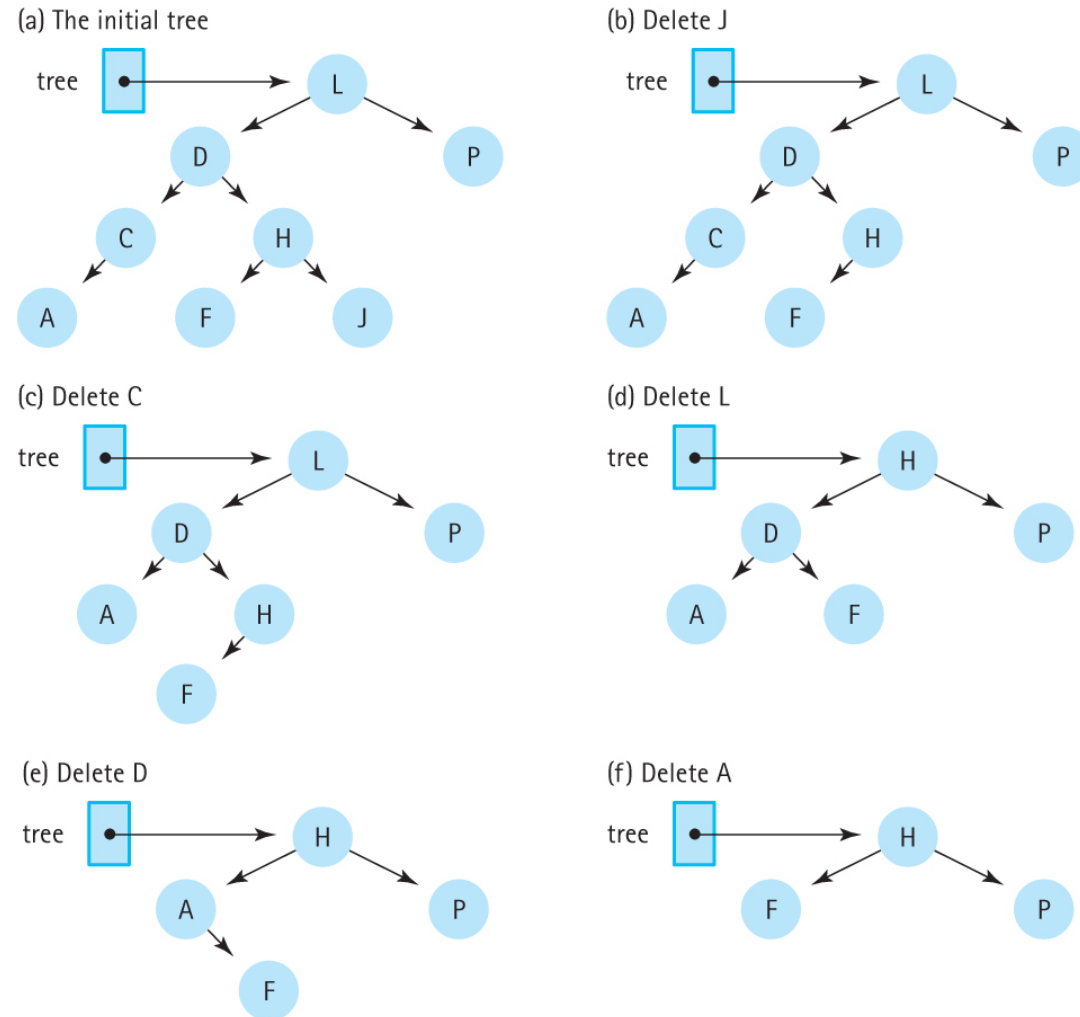 (a) The initial tree
tree
L
D
P
C
H
A
F
J
(b) Delete J
tree
L
D
P
C
H
A
F
(c) Delete C
tree
L
D
P
A
H
F
(d) Delete L
tree
H
D
P
A
F
(e) Delete D
tree
H
A
P
F
(f) Delete A
tree
H
F
P